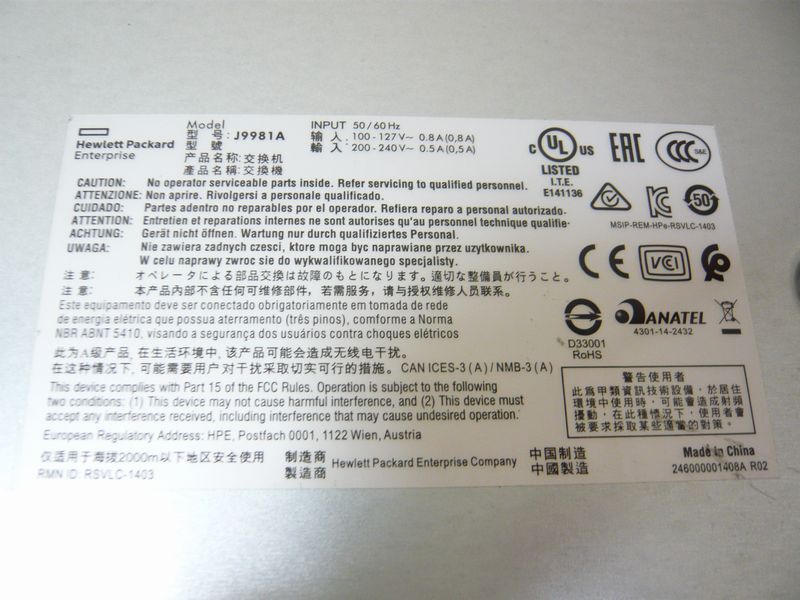 Hewlett Packard
Enterprise
Model
型号: J9981A
型號
产品名称:交换机
產品名稱:交換機
INPUT 50/60Hz
输入 100-127V~ 0.8A(0,8A)
輸入 200-240V~ 0.5A(0,5A)
CAUTION: No operator serviceable parts inside. Refer servicing to qualified personnel.
ATTENZIONE: Non aprire. Rivolgersi a personale qualificado.
CUIDADO: Partes adentro no reparables por el operador. Refiera reparo a personal autorizado.
ATTENTION: Entretien et reparations internes ne sont autorises qu'au personnel technique qualifie.
ACHTUNG: Gerät nicht öffnen. Wartung nur durch qualifiziertes Personal.
UWAGA: Nie zawiera zadnych czesci, ktore moga byc naprawiane przez uzytkownika.
W celu naprawy zwroc sie do wykwalifikowanego spejalisty.
注意: オペレータによる部品交換は故障のもとになります。適切な整備員が行うこと。
注意: 本产品内部不含任何可维修部件, 若需服务, 请与授权维修人员联系。
Este equipamento deve ser conectado obrigatoriamente em tomada de rede
de energia elétrica que possua aterramento (três pinos), comforme a Norma
NBR ABNT 5410, visando a segurança dos usuários contra choques elétricos
此为A级产品, 在生活环境中, 该产品可能会造成无线电干扰。
在这种情况下, 可能需要用户对干扰采取切实可行的措施。 CAN ICES-3 (A) / NMB-3 (A)
This device complies with Part 15 of the FCC Rules. Operation is subject to the following
two conditions: (1) This device may not cause harmful interference, and (2) This device must
accept any interference received, including interference that may cause undesired operation.
European Regulatory Address: HPE, Postfach 0001, 1122 Wien, Austria
仅适用于海拔2000m以下地区安全使用
RMN ID: RSVLC-1403
制造商
製造商
Hewlett Packard Enterprise Company
中国制造
中國製造
Made in China
246000001408A R02
C UL US
LISTED
I.T.E.
E141136
EAC
CCC S&E
50
MSIP-REM-HPe-RSVLC-1403
CE
VCI
D33001
RoHS
ANATEL
4301-14-2432
警告使用者
此為甲類資訊技術設備, 於居住
環境中使用時, 可能會造成射頻
擾動, 在此種情況下, 使用者會
被要求採取某些適當的對策。